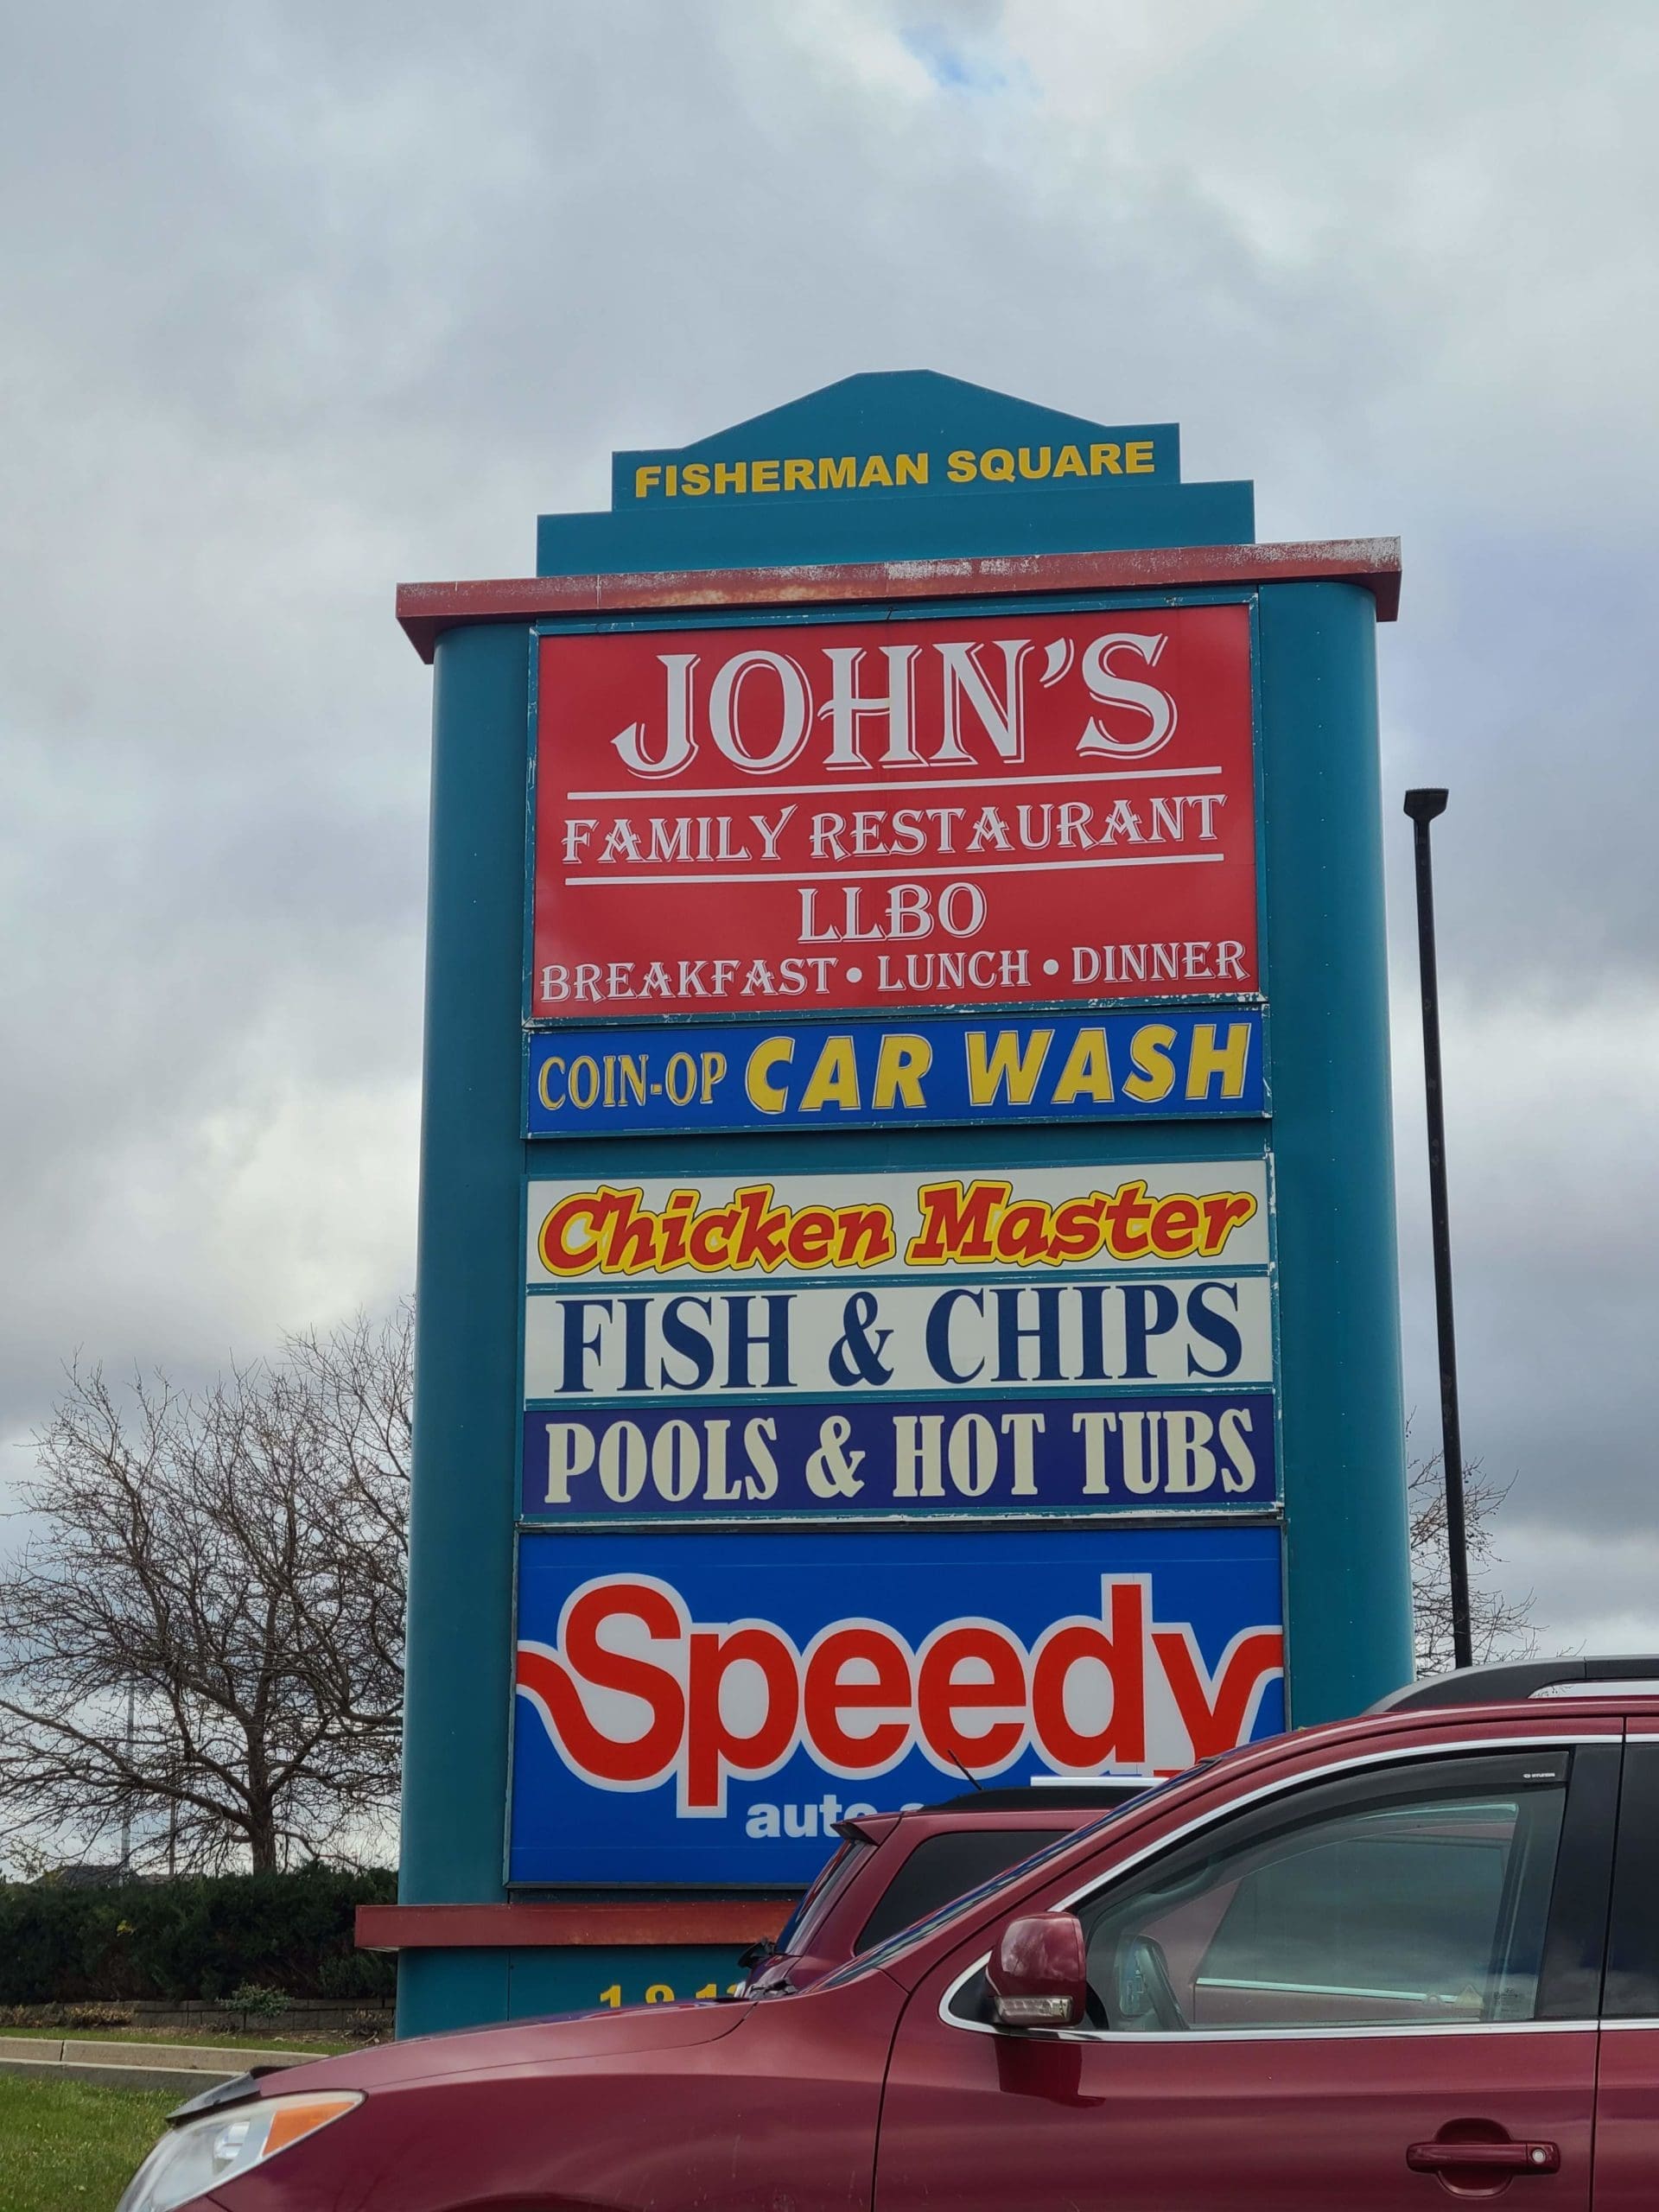 FISHERMAN SQUARE
JOHN'S
FAMILY RESTAURANT
LLBO
BREAKFAST • LUNCH • DINNER
COIN-OP CAR WASH
Chicken Master
FISH & CHIPS
POOLS & HOT TUBS
Speedy